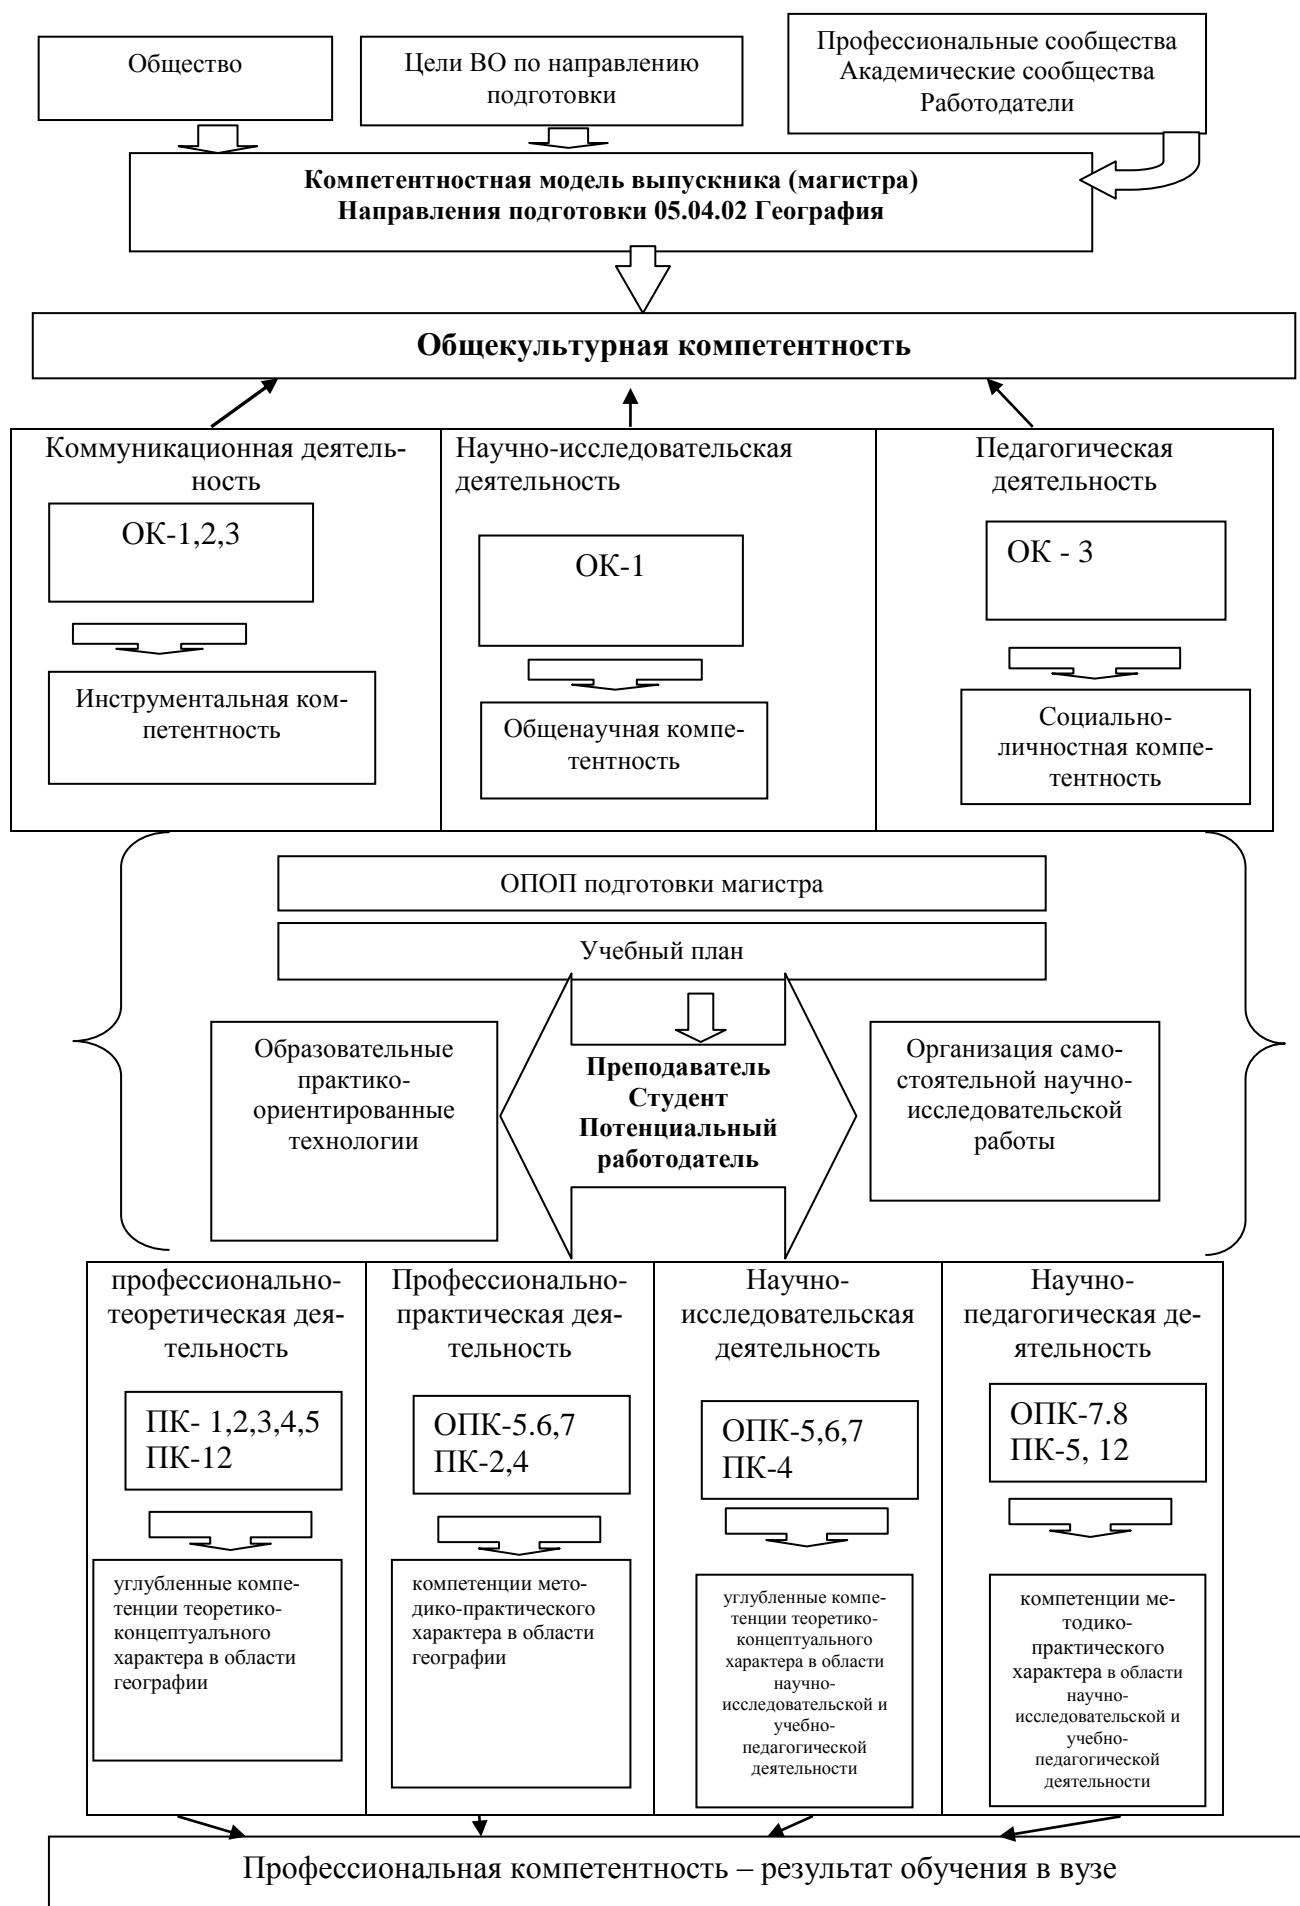 Общество
Цели ВО по направлению
подготовки
Профессиональные сообщества
Академические сообщества
Работодатели
Компетентностная модель выпускника (магистра)
Направления подготовки 05.04.02 География
Общекультурная компетентность
Коммуникационная деятель-
ность
ОК-1,2,3
Инструментальная ком-
петентность
Научно-исследовательская
деятельность
ОК-1
Общенаучная компе-
тентность
Педагогическая
деятельность
ОК - 3
Социально-
личностная компе-
тентность
ОПОП подготовки магистра
Учебный план
Образовательные
практико-
ориентированные
технологии
Преподаватель
Студент
Потенциальный
работодатель
Организация само-
стоятельной научно-
исследовательской
работы
профессионально-
теоретическая дея-
тельность
ПК- 1,2,3,4,5
ПК-12
углубленные компе-
тенции теоретико-
концептуалъного
характера в области
географии
Профессионально-
практическая дея-
тельность
ОПК-5.6,7
ПК-2,4
компетенции мето-
дико-практического
характера в области
географии
Научно-
исследовательская
деятельность
ОПК-5,6,7
ПК-4
углубленные компе-
тенции теоретико-
концептуального
характера в области
научно-
исследовательской и
учебно-
педагогической
деятельности
Научно-
педагогическая де-
ятельность
ОПК-7.8
ПК-5, 12
компетенции ме-
тодико-
практического
характера в области
научно-
исследовательской и
учебно-
педагогической
деятельности
Профессиональная компетентность – результат обучения в вузе